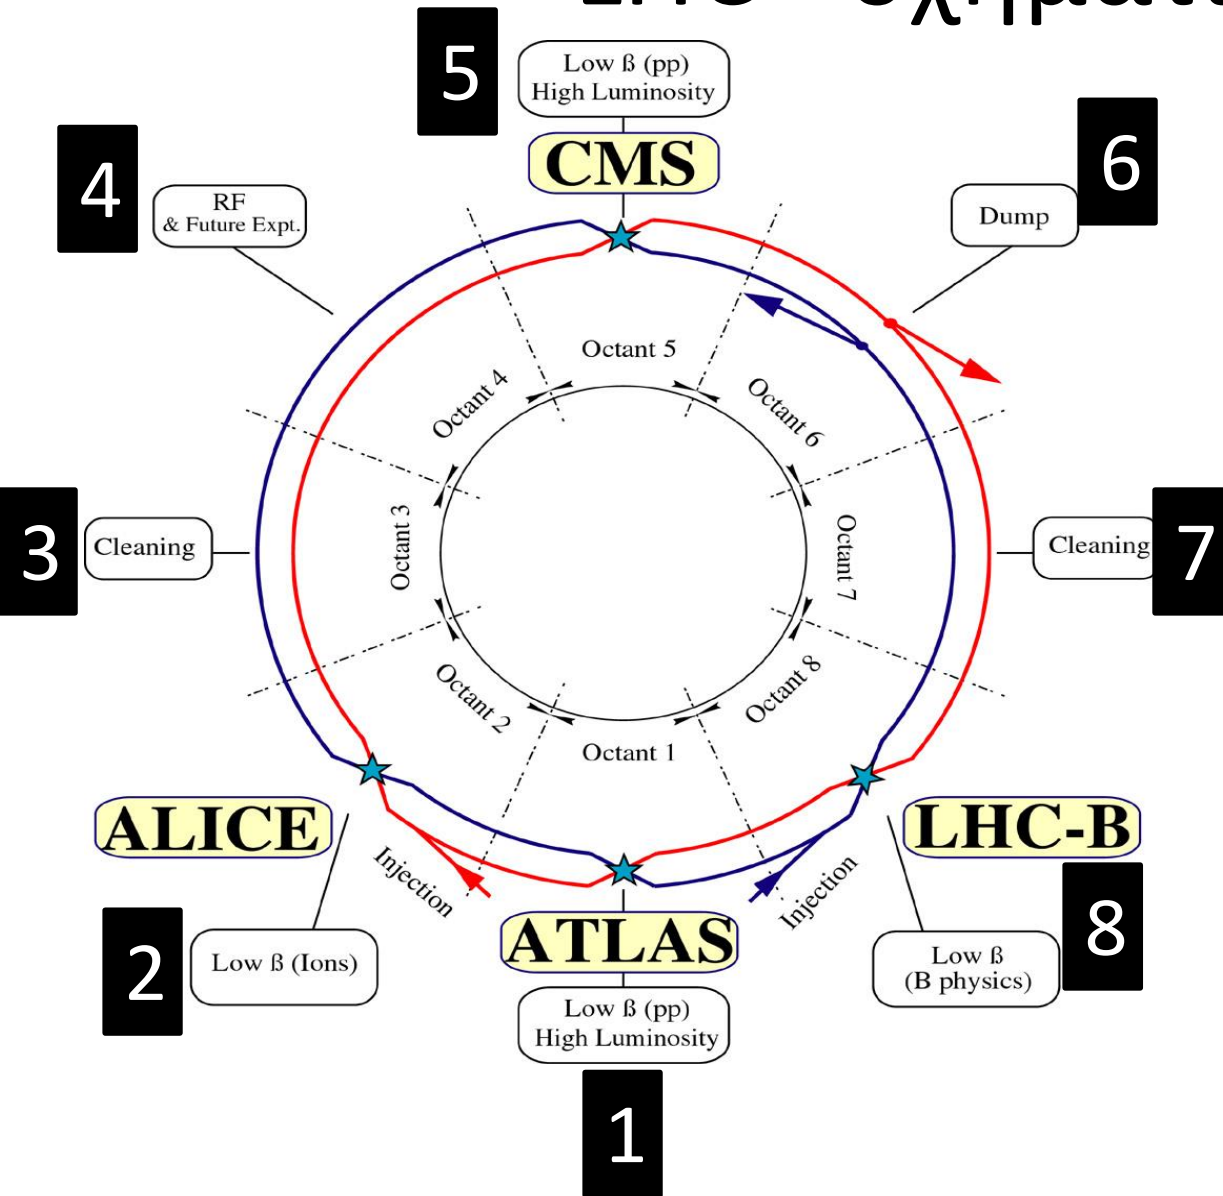 LHC
5
Low ß (pp)
High Luminosity
CMS
4
RF
& Future Expt.
6
Dump
Octant 5
Octant 4
Octant 6
3
Cleaning
Octant 3
Octant 7
Cleaning
7
Octant 2
Octant 8
Octant 1
ALICE
LHC-B
Injection
Injection
2
Low ß (Ions)
ATLAS
8
Low ß
(B physics)
Low ß (pp)
High Luminosity
1